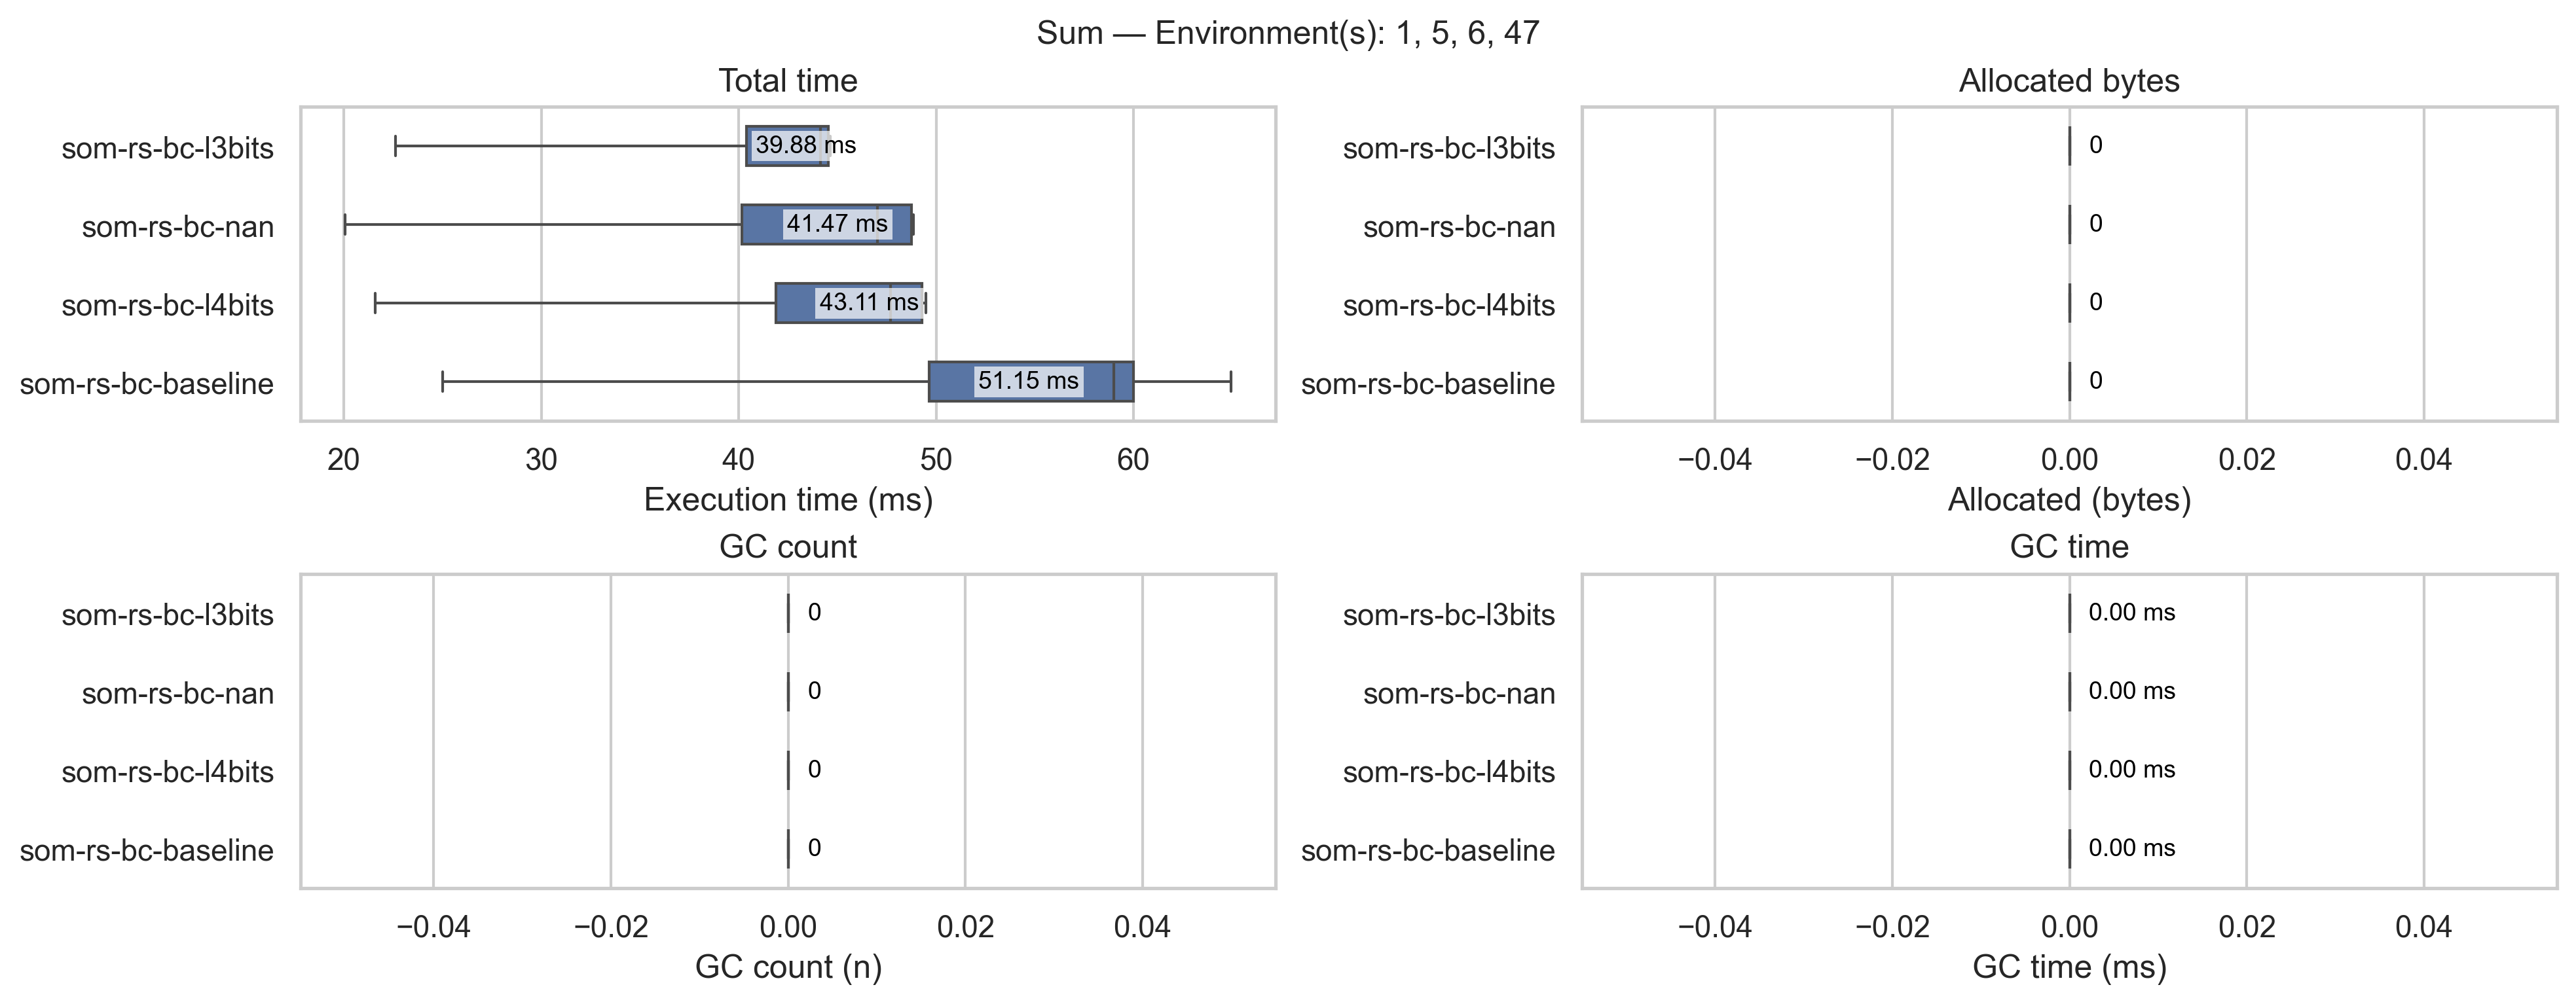 Sum — Environment(s): 1, 5, 6, 47
Total time
som-rs-bc-l3bits
39.88 ms
som-rs-bc-nan
41.47 ms
som-rs-bc-l4bits
43.11 ms
som-rs-bc-baseline
51.15 ms
20 30 40 50 60
Execution time (ms)
Allocated bytes
som-rs-bc-l3bits
0
som-rs-bc-nan
0
som-rs-bc-l4bits
0
som-rs-bc-baseline
0
−0.04 −0.02 0.00 0.02 0.04
Allocated (bytes)
GC count
som-rs-bc-l3bits
0
som-rs-bc-nan
0
som-rs-bc-l4bits
0
som-rs-bc-baseline
0
−0.04 −0.02 0.00 0.02 0.04
GC count (n)
GC time
som-rs-bc-l3bits
0.00 ms
som-rs-bc-nan
0.00 ms
som-rs-bc-l4bits
0.00 ms
som-rs-bc-baseline
0.00 ms
−0.04 −0.02 0.00 0.02 0.04
GC time (ms)